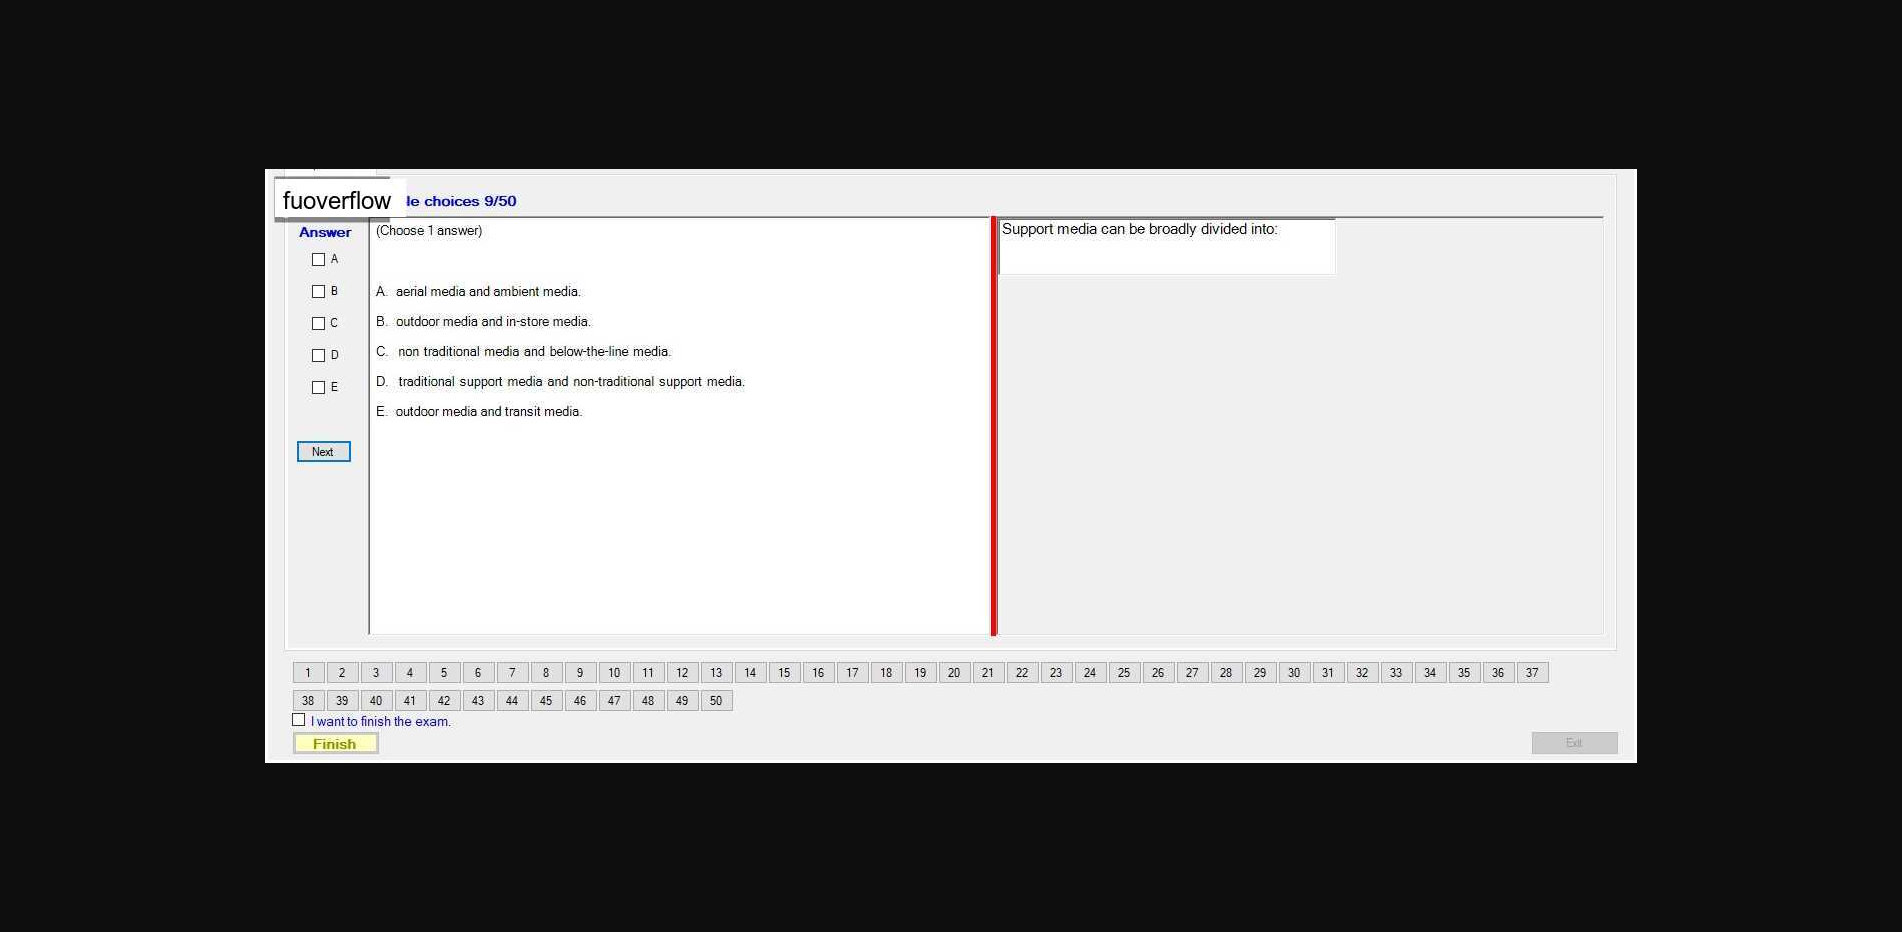 fuoverflow
le choices 9/50
Answer
(Choose 1 answer)
Support media can be broadly divided into:
A
B
C
D
E
A. aerial media and ambient media.
B. outdoor media and in-store media.
C. non traditional media and below-the-line media.
D. traditional support media and non-traditional support media.
E. outdoor media and transit media.
Next
1 2 3 4 5 6 7 8 9 10 11 12 13 14 15 16 17 18 19 20 21 22 23 24 25 26 27 28 29 30 31 32 33 34 35 36 37
38 39 40 41 42 43 44 45 46 47 48 49 50
I want to finish the exam.
Finish
Exit